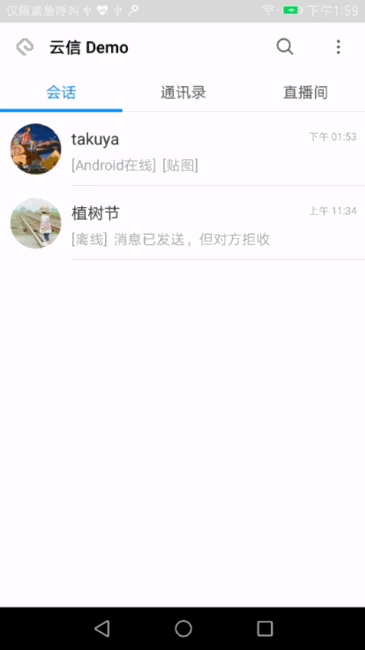 仅限紧急呼叫 下午1:59
云信 Demo
会话 通讯录 直播间
takuya 下午 01:53
[Android在线] [贴图]
植树节 上午 11:34
[离线] 消息已发送，但对方拒收